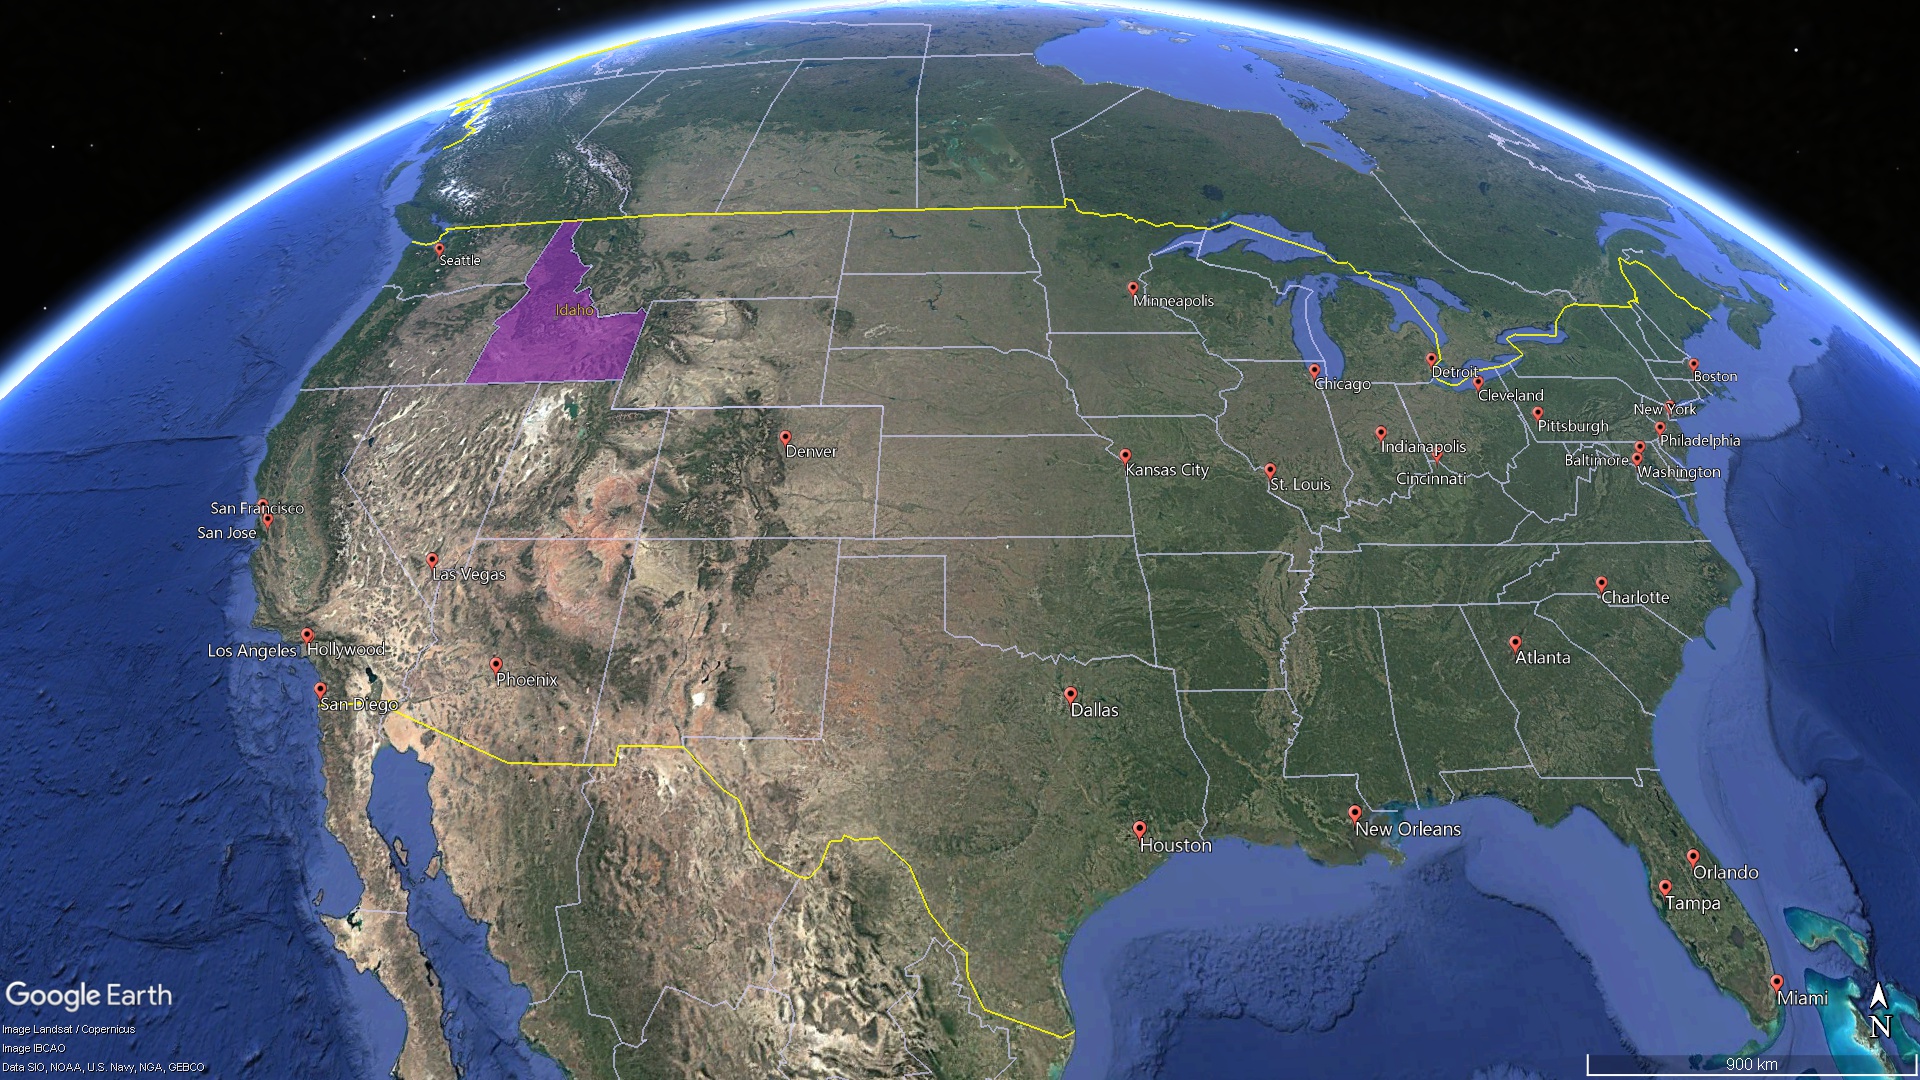 Seattle
Idaho
Minneapolis
Detroit
Boston
Chicago
Cleveland
New York
Pittsburgh
Denver
Indianapolis
Philadelphia
Kansas City
Baltimore
Washington
St. Louis
Cincinnati
San Francisco
San Jose
Las Vegas
Charlotte
Los Angeles
Hollywood
Atlanta
Phoenix
San Diego
Dallas
New Orleans
Houston
Orlando
Tampa
Google Earth
Miami
N
Image Landsat / Copernicus
Image IBCAO
Data SIO, NOAA, U.S. Navy, NGA, GEBCO
900 km